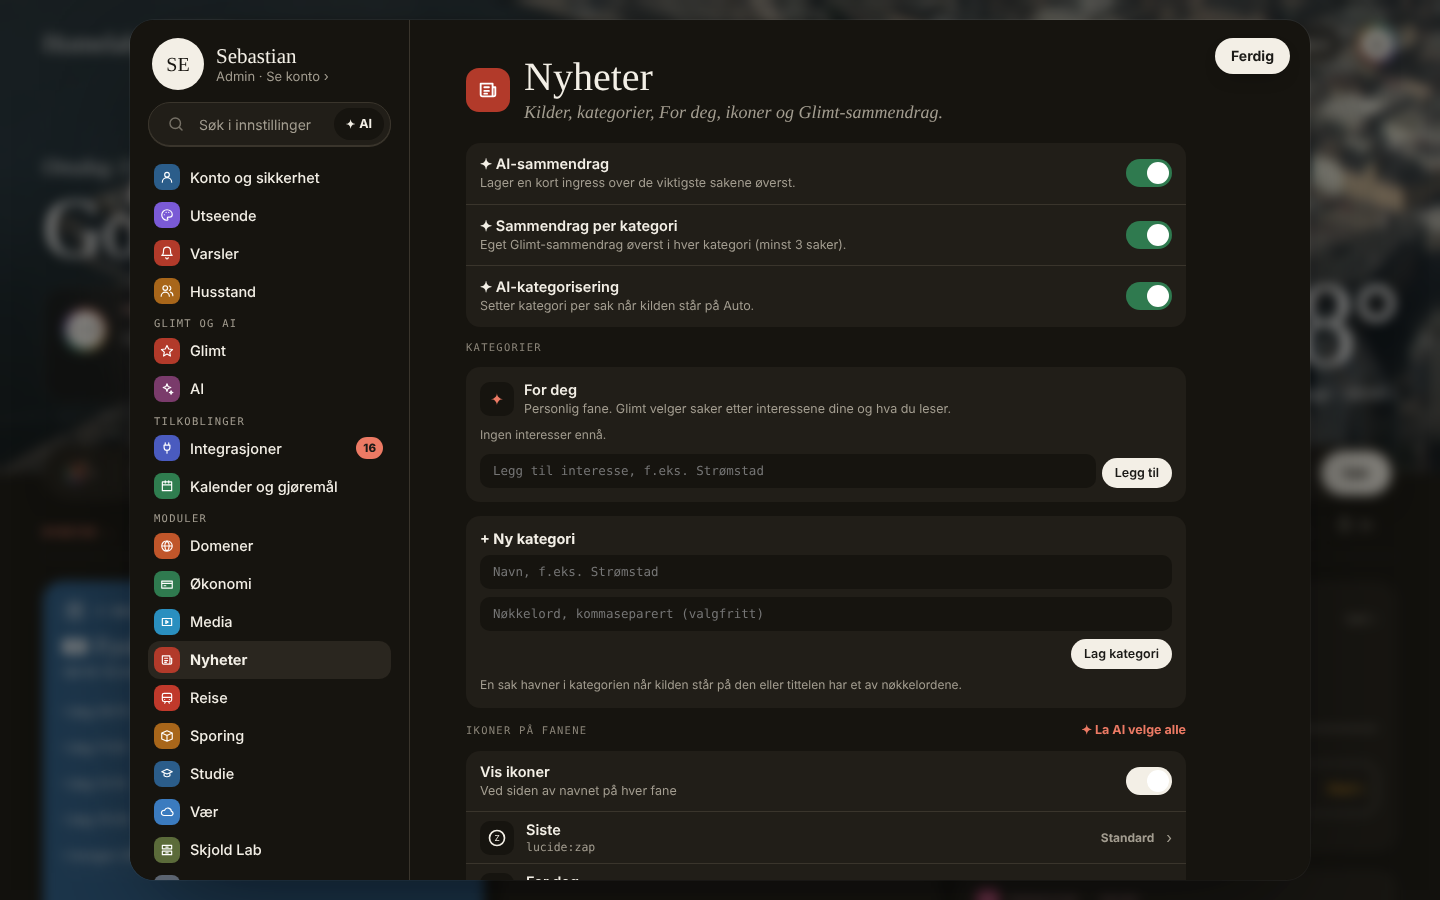 SE
Sebastian
Admin · Se konto ›
Søk i innstillinger
✦ AI
Konto og sikkerhet
Utseende
Varsler
Husstand
GLIMT OG AI
Glimt
AI
TILKOBLINGER
Integrasjoner
16
Kalender og gjøremål
MODULER
Domener
Økonomi
Media
Nyheter
Reise
Sporing
Studie
Vær
Skjold Lab
Ferdig
Nyheter
Kilder, kategorier, For deg, ikoner og Glimt-sammendrag.
✦ AI-sammendrag
Lager en kort ingress over de viktigste sakene øverst.
✦ Sammendrag per kategori
Eget Glimt-sammendrag øverst i hver kategori (minst 3 saker).
✦ AI-kategorisering
Setter kategori per sak når kilden står på Auto.
KATEGORIER
✦
For deg
Personlig fane. Glimt velger saker etter interessene dine og hva du leser.
Ingen interesser ennå.
Legg til interesse, f.eks. Strømstad
Legg til
+ Ny kategori
Navn, f.eks. Strømstad
Nøkkelord, kommaseparert (valgfritt)
Lag kategori
En sak havner i kategorien når kilden står på den eller tittelen har et av nøkkelordene.
IKONER PÅ FANENE
✦ La AI velge alle
Vis ikoner
Ved siden av navnet på hver fane
Z
Siste
lucide:zap
Standard ›
For deg
8°